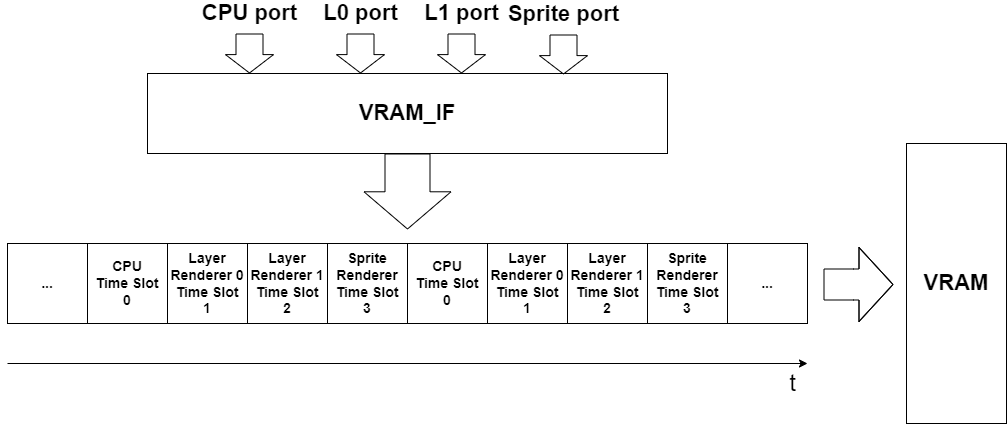 CPU port L0 port L1 port Sprite port
VRAM_IF
...
CPU
Time Slot
0
Layer
Renderer 0
Time Slot
1
Layer
Renderer 1
Time Slot
2
Sprite
Renderer
Time Slot
3
CPU
Time Slot
0
Layer
Renderer 0
Time Slot
1
Layer
Renderer 1
Time Slot
2
Sprite
Renderer
Time Slot
3
...
VRAM
t